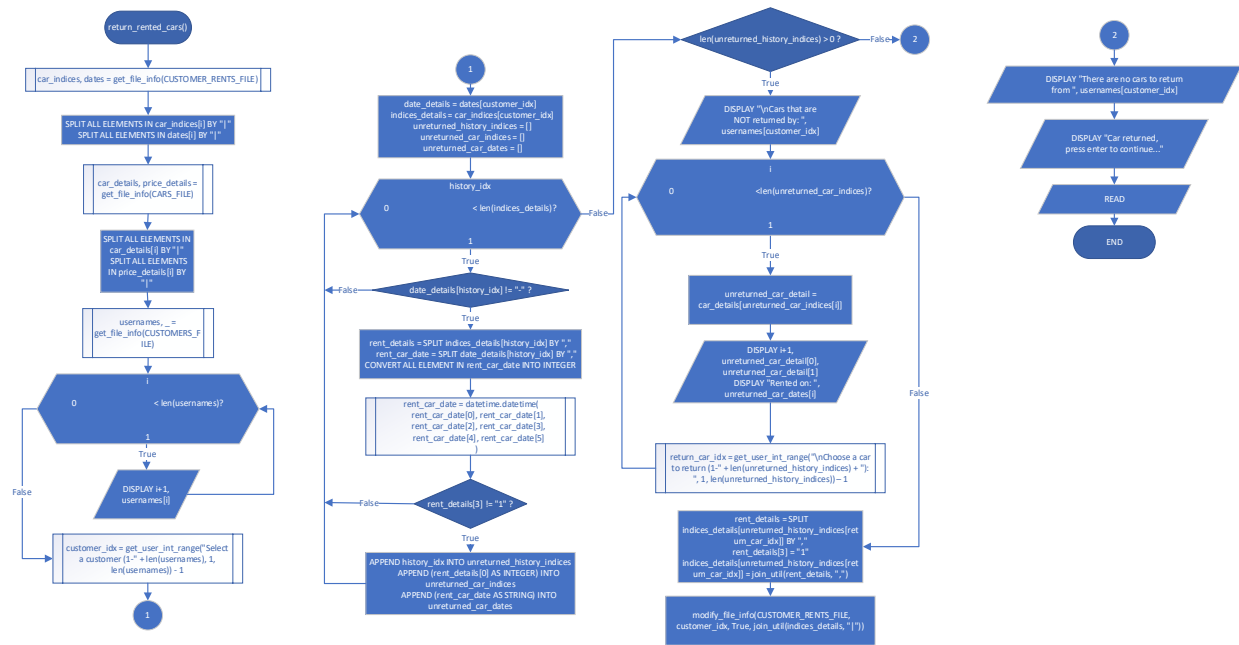 return_rented_cars()
car_indices, dates = get_file_info(CUSTOMER_RENTS_FILE)
SPLIT ALL ELEMENTS IN car_indices[i] BY "|"
SPLIT ALL ELEMENTS IN dates[i] BY "|"
car_details, price_details =
get_file_info(CARS_FILE)
SPLIT ALL ELEMENTS IN
car_details[i] BY "|"
SPLIT ALL ELEMENTS
IN price_details[i] BY
"|"
usernames, _ =
get_file_info(CUSTOMERS_F
ILE)
i
0 < len(usernames)?
1
True
False
DISPLAY i+1,
usernames[i]
customer_idx = get_user_int_range("Select
a customer (1-" + len(usernames), 1,
len(usernames)) - 1
1
1
date_details = dates[customer_idx]
indices_details = car_indices[customer_idx]
unreturned_history_indices = []
unreturned_car_indices = []
unreturned_car_dates = []
history_idx
0 < len(indices_details)?
1
False
True
date_details[history_idx] != "-" ?
False
True
rent_details = SPLIT indices_details[history_idx] BY ","
rent_car_date = SPLIT date_details[history_idx] BY ","
CONVERT ALL ELEMENT IN rent_car_date INTO INTEGER
rent_car_date = datetime.datetime(
rent_car_date[0], rent_car_date[1],
rent_car_date[2], rent_car_date[3],
rent_car_date[4], rent_car_date[5]
)
rent_details[3] != "1" ?
False
True
APPEND history_idx INTO unreturned_history_indices
APPEND (rent_details[0] AS INTEGER) INTO
unreturned_car_indices
APPEND (rent_car_date AS STRING) INTO
unreturned_car_dates
len(unreturned_history_indices) > 0 ?
False
2
True
DISPLAY "\nCars that are
NOT returned by: ",
usernames[customer_idx]
i
0 <len(unreturned_car_indices)?
1
True
False
unreturned_car_detail =
car_details[unreturned_car_indices[i]]
DISPLAY i+1,
unreturned_car_detail[0],
unreturned_car_detail[1]
DISPLAY "Rented on: ",
unreturned_car_dates[i]
return_car_idx = get_user_int_range("\nChoose a car
to return (1-" + len(unreturned_history_indices) + "):
", 1, len(unreturned_history_indices)) – 1
rent_details = SPLIT
indices_details[unreturned_history_indices[ret
urn_car_idx]] BY ","
rent_details[3] = "1"
indices_details[unreturned_history_indices[ret
urn_car_idx]] = join_util(rent_details, ",")
modify_file_info(CUSTOMER_RENTS_FILE,
customer_idx, True, join_util(indices_details, "|"))
2
DISPLAY "There are no cars to return
from ", usernames[customer_idx]
DISPLAY "Car returned,
press enter to continue..."
READ
END